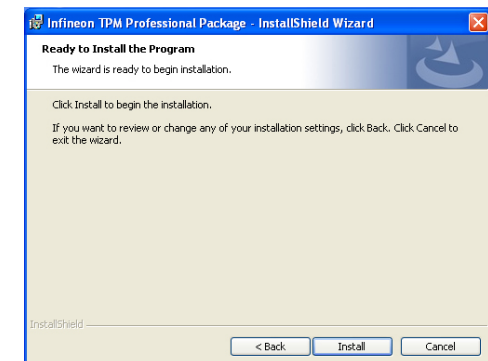 Infineon TPM Professional Package - InstallShield Wizard
Ready to Install the Program
The wizard is ready to begin installation.
Click Install to begin the installation.
If you want to review or change any of your installation settings, click Back. Click Cancel to
exit the wizard.
InstallShield
< Back Install Cancel